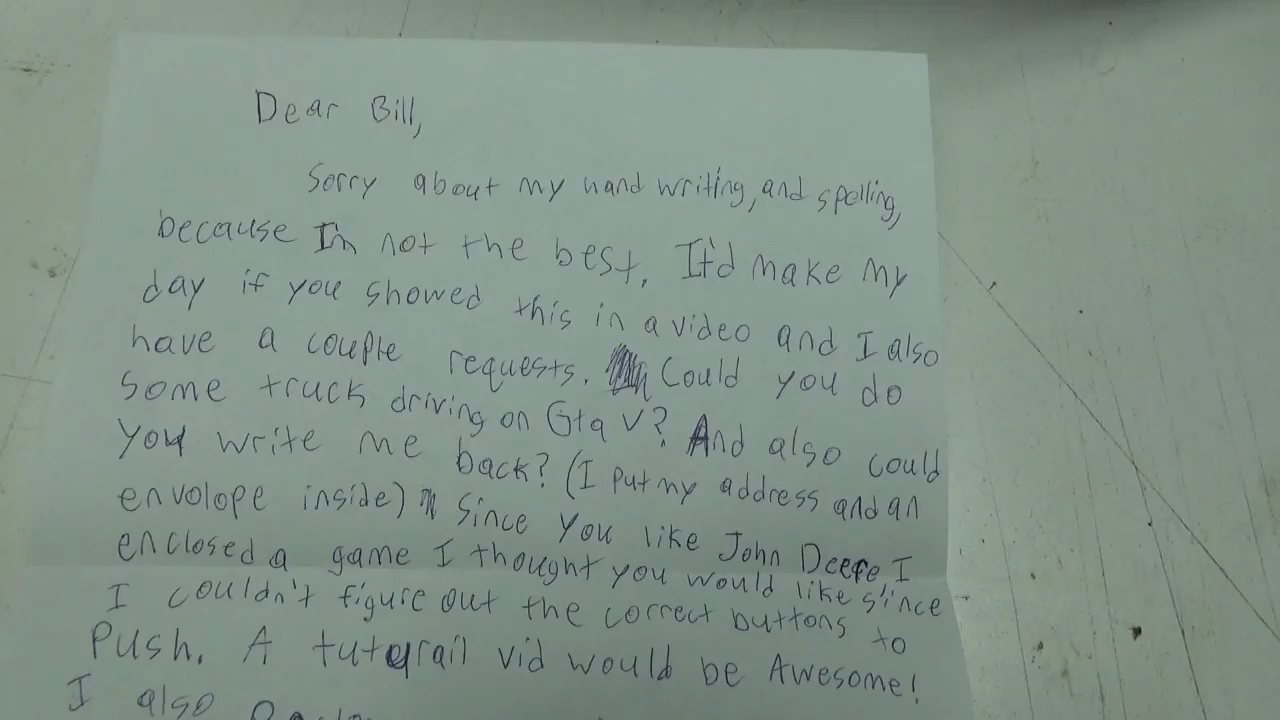 Dear Bill,
Sorry about my hand writing, and spelling,
because I'm not the best. It'd make my
day if you showed this in a video and I also
have a couple requests. Could you do
some truck driving on Gta V? And also could
you write me back? (I put my address and an
envolope inside) Since you like John Deere, I
enclosed a game I thought you would like since
I couldn't figure out the correct buttons to
Push. A tutorail vid would be Awesome!
I also